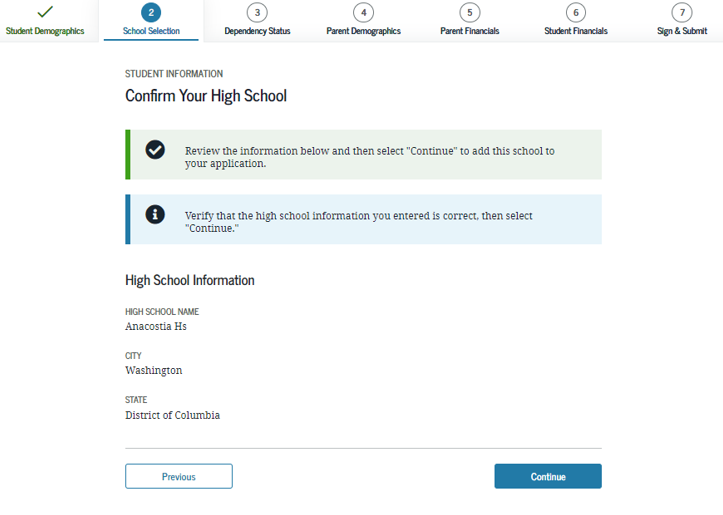 2 3 4 5 6 7
Student Demographics School Selection Dependency Status Parent Demographics Parent Financials Student Financials Sign & Submit
STUDENT INFORMATION
Confirm Your High School
Review the information below and then select "Continue" to add this school to
your application.
Verify that the high school information you entered is correct, then select
"Continue."
High School Information
HIGH SCHOOL NAME
Anacostia Hs
CITY
Washington
STATE
District of Columbia
Previous Continue